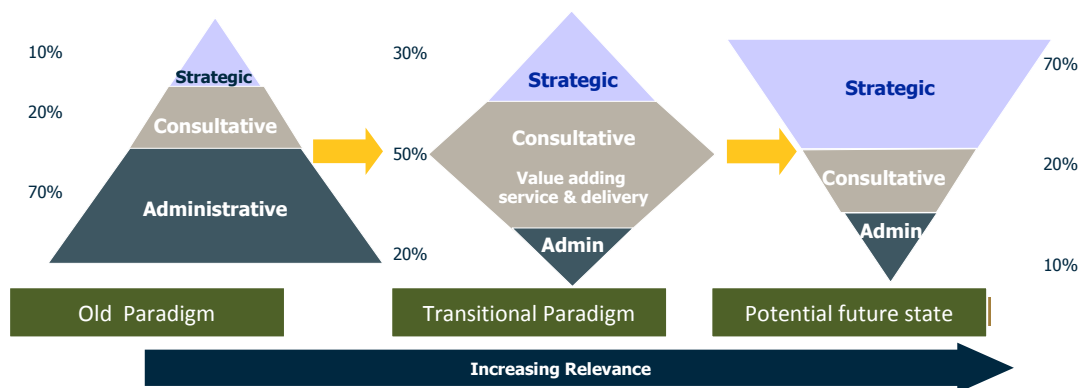 10%
Strategic
20%
Consultative
70%
Administrative
Old Paradigm
30%
Strategic
50%
Consultative
Value adding
service & delivery
20%
Admin
Transitional Paradigm
70%
Strategic
20%
Consultative
Admin
10%
Potential future state
Increasing Relevance